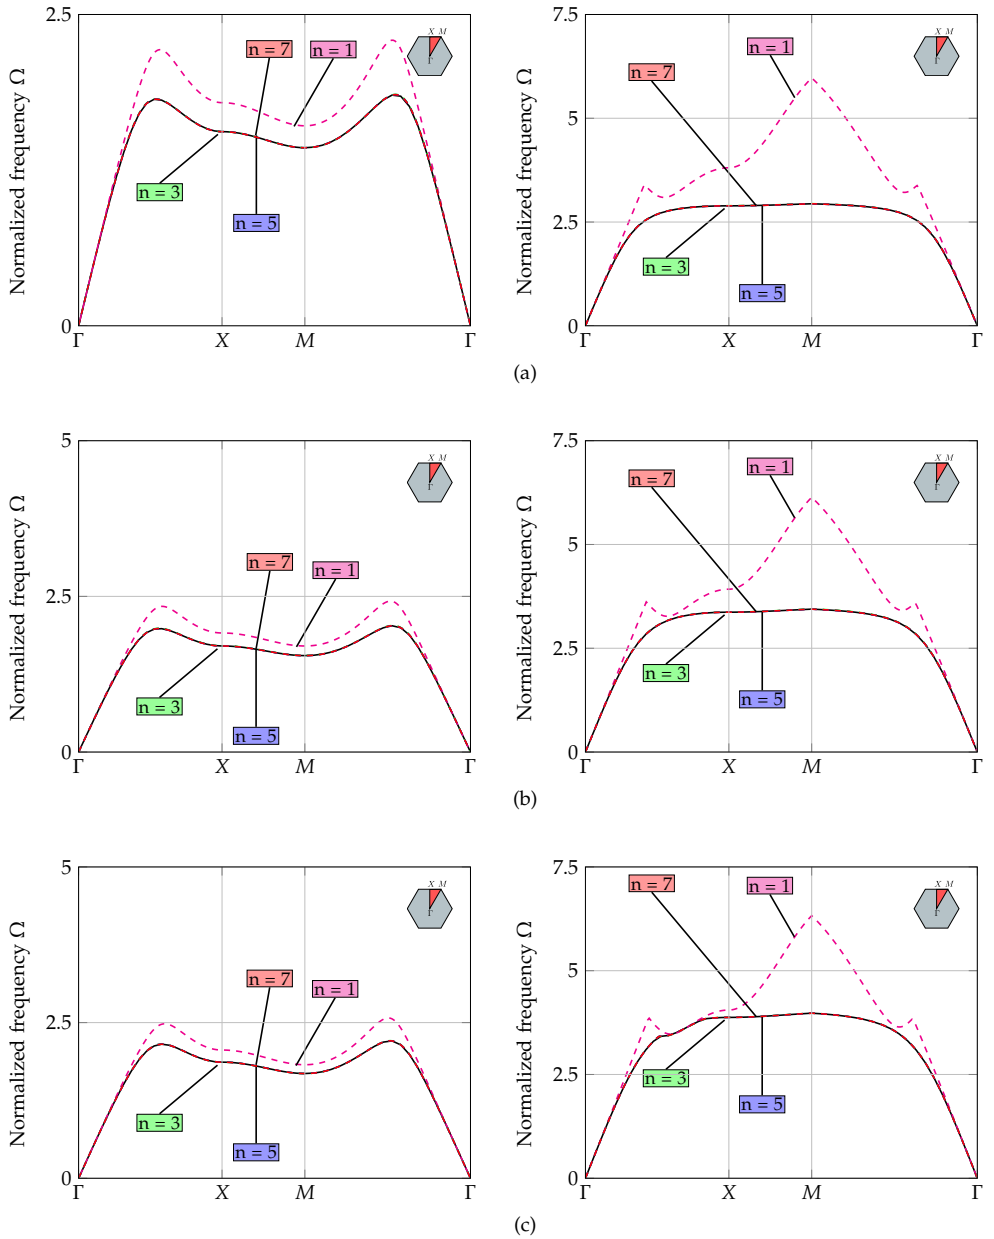 2.5
Normalized frequency Ω
n = 7
n = 1
X M
Γ
n = 3
n = 5
0
Γ
X
M
Γ
7.5
Normalized frequency Ω
n = 1
n = 7
X M
Γ
5
2.5
n = 3
n = 5
0
Γ
X
M
Γ
(a)
5
Normalized frequency Ω
X M
Γ
2.5
n = 7
n = 1
n = 3
n = 5
0
Γ
X
M
Γ
7.5
Normalized frequency Ω
n = 1
n = 7
X M
Γ
5
2.5
n = 3
n = 5
0
Γ
X
M
Γ
(b)
5
Normalized frequency Ω
X M
Γ
2.5
n = 7
n = 1
n = 3
n = 5
0
Γ
X
M
Γ
7.5
Normalized frequency Ω
n = 7
n = 1
X M
Γ
5
2.5
n = 3
n = 5
0
Γ
X
M
Γ
(c)